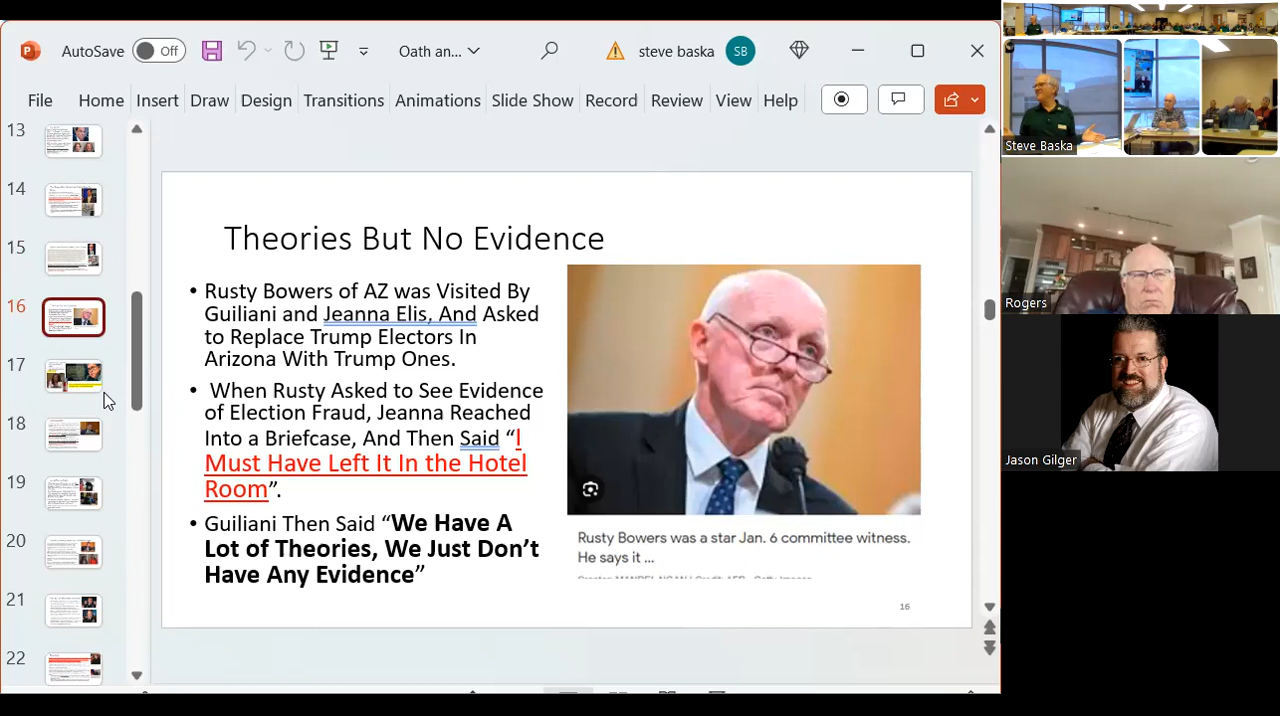 AutoSave
Off
Oath an...
steve baska
SB
File
Home
Insert
Draw
Design
Transitions
Animations
Slide Show
Record
Review
View
Help
13
14
15
16
17
18
19
20
21
22
Theories But No Evidence
• Rusty Bowers of AZ was Visited By
Guiliani and Jeanna Elis, And Asked
to Replace Trump Electors In
Arizona With Trump Ones.
• When Rusty Asked to See Evidence
of Election Fraud, Jeanna Reached
Into a Briefcase, And Then Said “I
Must Have Left It In the Hotel
Room”.
• Guiliani Then Said “We Have A
Lot of Theories, We Just Don’t
Have Any Evidence”
Rusty Bowers was a star Jan. 6 committee witness.
He says it ...
16
Steve Baska
Rogers
Jason Gilger